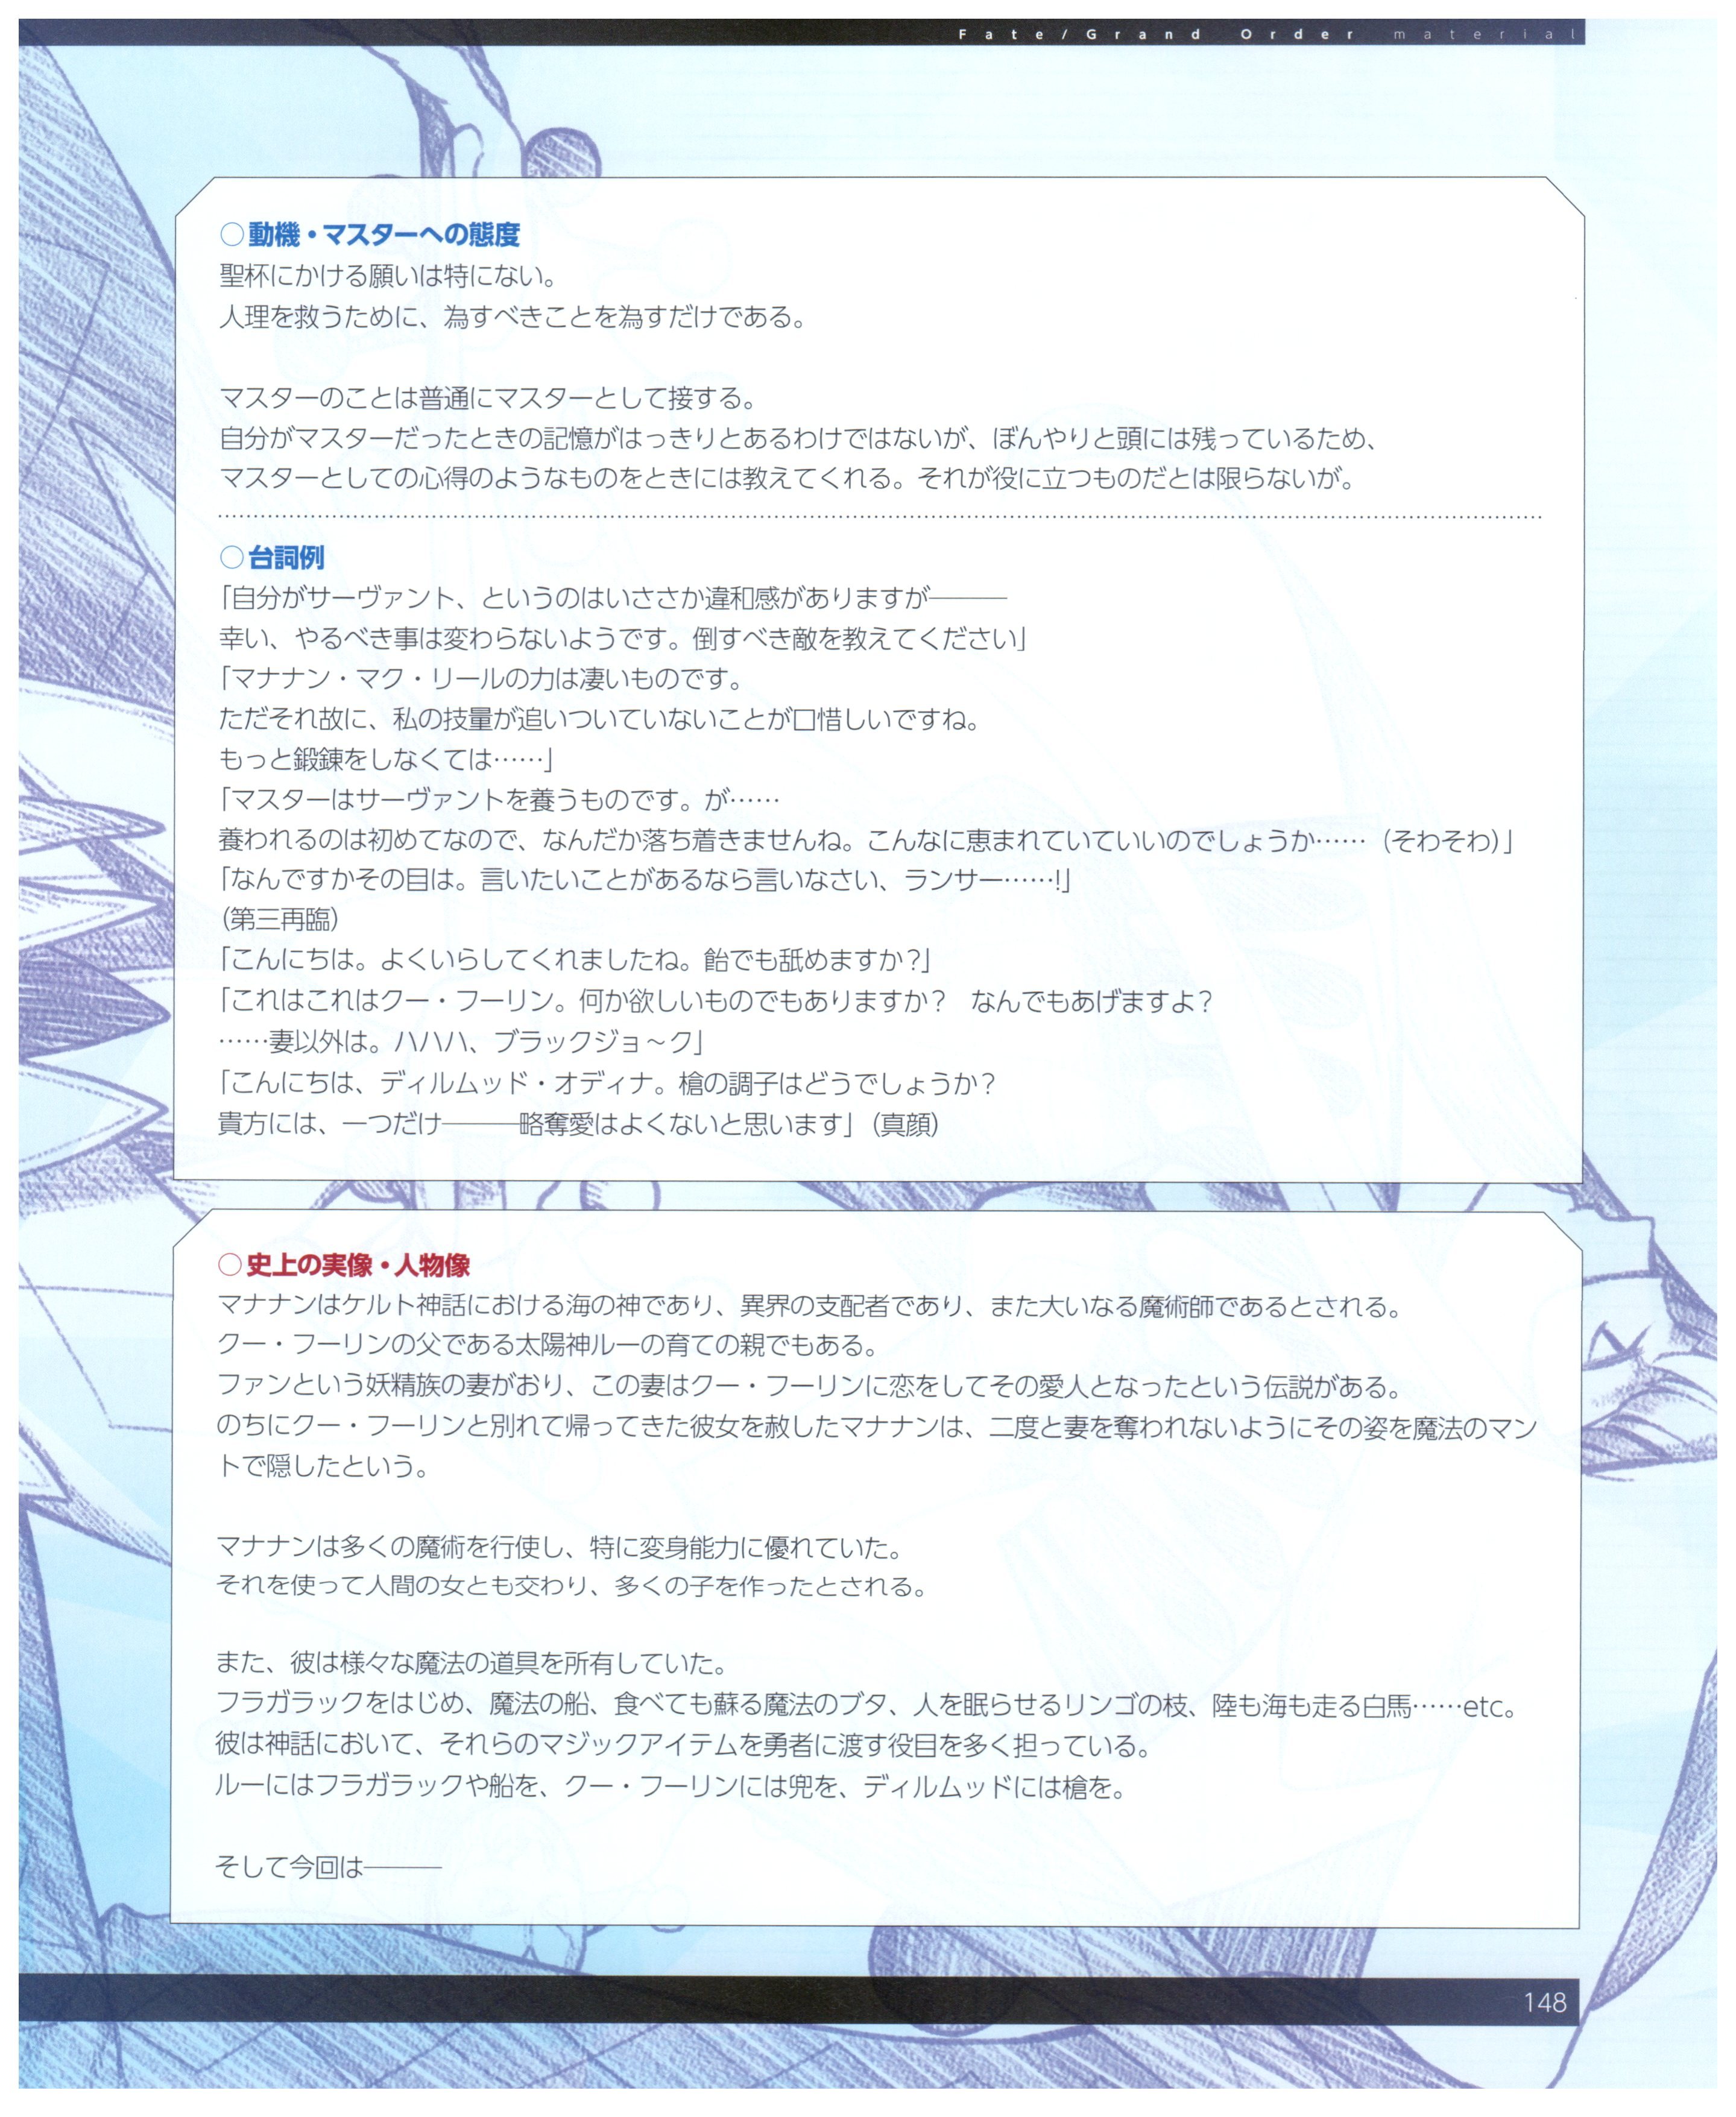 Fate/Grand Order material
○動機・マスターへの態度
聖杯にかける願いは特にない。
人理を救うために、為すべきことを為すだけである。
マスターのことは普通にマスターとして接する。
自分がマスターだったときの記憶がはっきりとあるわけではないが、ぼんやりと頭には残っているため、
マスターとしての心得のようなものをときには教えてくれる。それが役に立つものだとは限らないが。
○台詞例
「自分がサーヴァント、というのはいささか違和感がありますが―――
幸い、やるべき事は変わらないようです。倒すべき敵を教えてください」
「マナナン・マク・リールの力は凄いものです。
ただそれ故に、私の技量が追いついていないことが口惜しいですね。
もっと鍛錬をしなくては……」
「マスターはサーヴァントを養うものです。が……
養われるのは初めてなので、なんだか落ち着きませんね。こんなに恵まれていていいのでしょうか……（そわそわ）」
「なんですかその目は。言いたいことがあるなら言いなさい、ランサー……!」
（第三再臨）
「こんにちは。よくいらしてくれましたね。飴でも舐めますか？」
「これはこれはクー・フーリン。何か欲しいものでもありますか？　なんでもあげますよ？
……妻以外は。ハハハ、ブラックジョ～ク」
「こんにちは、ディルムッド・オディナ。槍の調子はどうでしょうか？
貴方には、一つだけ―――略奪愛はよくないと思います」（真顔）
○史上の実像・人物像
マナナンはケルト神話における海の神であり、異界の支配者であり、また大いなる魔術師であるとされる。
クー・フーリンの父である太陽神ルーの育ての親でもある。
ファンという妖精族の妻がおり、この妻はクー・フーリンに恋をしてその愛人となったという伝説がある。
のちにクー・フーリンと別れて帰ってきた彼女を赦したマナナンは、二度と妻を奪われないようにその姿を魔法のマン
トで隠したという。
マナナンは多くの魔術を行使し、特に変身能力に優れていた。
それを使って人間の女とも交わり、多くの子を作ったとされる。
また、彼は様々な魔法の道具を所有していた。
フラガラックをはじめ、魔法の船、食べても蘇る魔法のブタ、人を眠らせるリンゴの枝、陸も海も走る白馬……etc。
彼は神話において、それらのマジックアイテムを勇者に渡す役目を多く担っている。
ルーにはフラガラックや船を、クー・フーリンには兜を、ディルムッドには槍を。
そして今回は―――
148